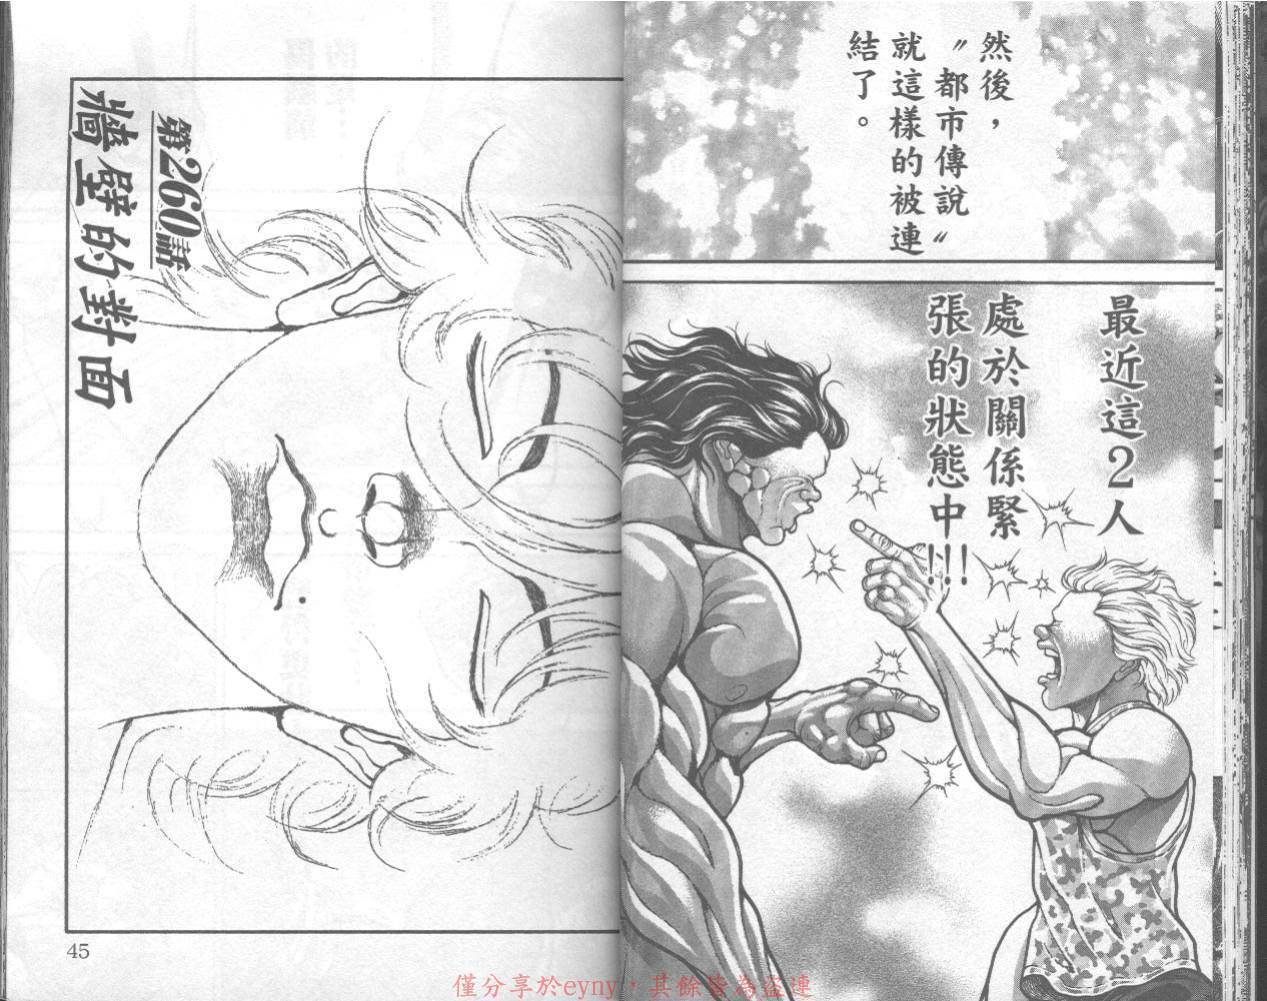 然後，
〝都市傳說〞
就這樣的被連
結了。
最近這2人
處於關係緊
張的狀態中!!!
第260話
牆壁的對面
45
僅分享於eyny，其餘皆為盜連